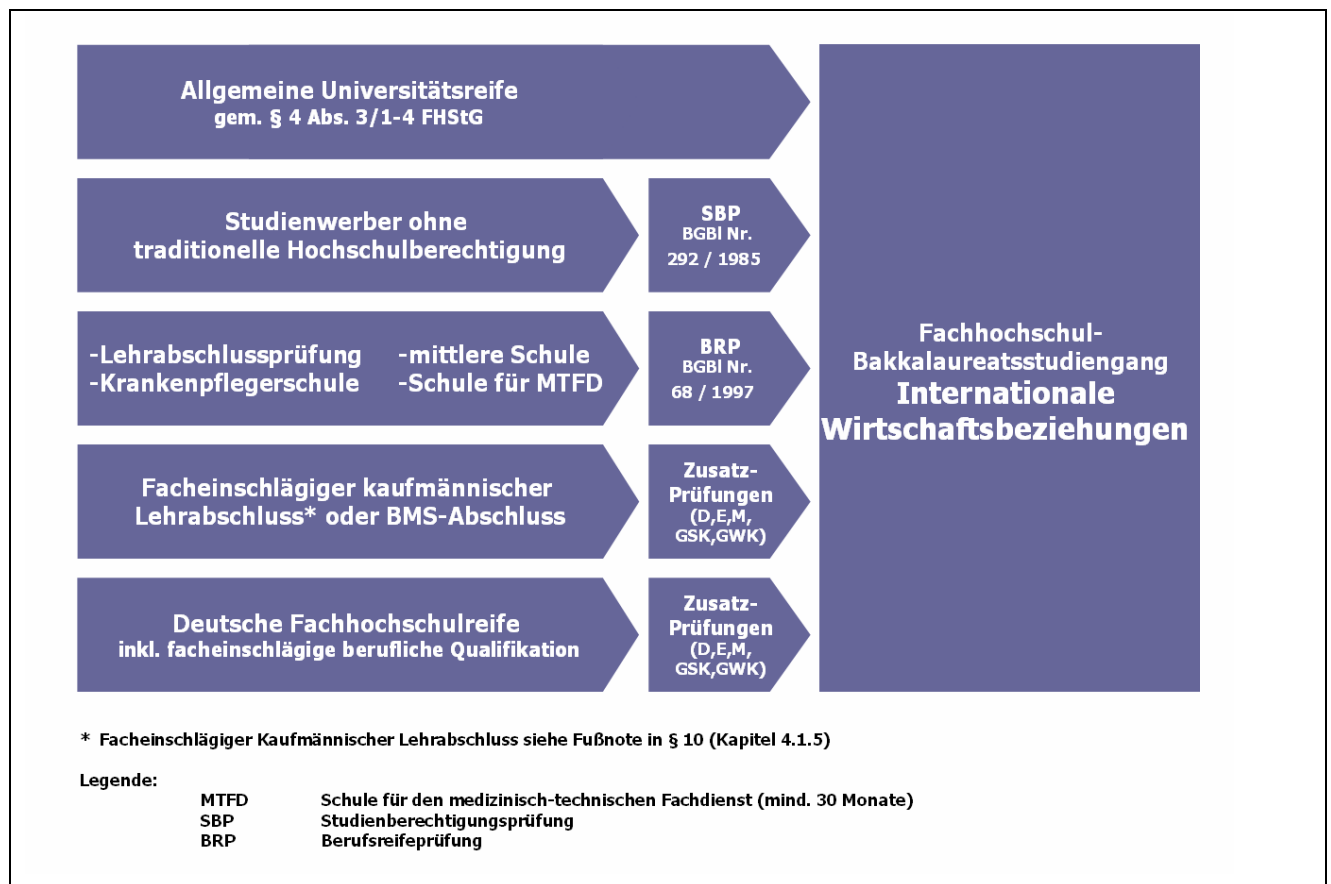 Allgemeine Universitätsreife
gem. § 4 Abs. 3/1-4 FHStG
Studienwerber ohne
traditionelle Hochschulberechtigung
SBP
BGBl Nr.
292 / 1985
-Lehrabschlussprüfung -mittlere Schule
-Krankenpflegerschule -Schule für MTFD
BRP
BGBl Nr.
68 / 1997
Facheinschlägiger kaufmännischer
Lehrabschluss* oder BMS-Abschluss
Zusatz-
Prüfungen
(D,E,M,
GSK,GWK)
Deutsche Fachhochschulreife
inkl. facheinschlägige berufliche Qualifikation
Zusatz-
Prüfungen
(D,E,M,
GSK,GWK)
Fachhochschul-
Bakkalaureatsstudiengang
Internationale
Wirtschaftsbeziehungen
* Facheinschlägiger Kaufmännischer Lehrabschluss siehe Fußnote in § 10 (Kapitel 4.1.5)
Legende:
MTFD Schule für den medizinisch-technischen Fachdienst (mind. 30 Monate)
SBP Studienberechtigungsprüfung
BRP Berufsreifeprüfung